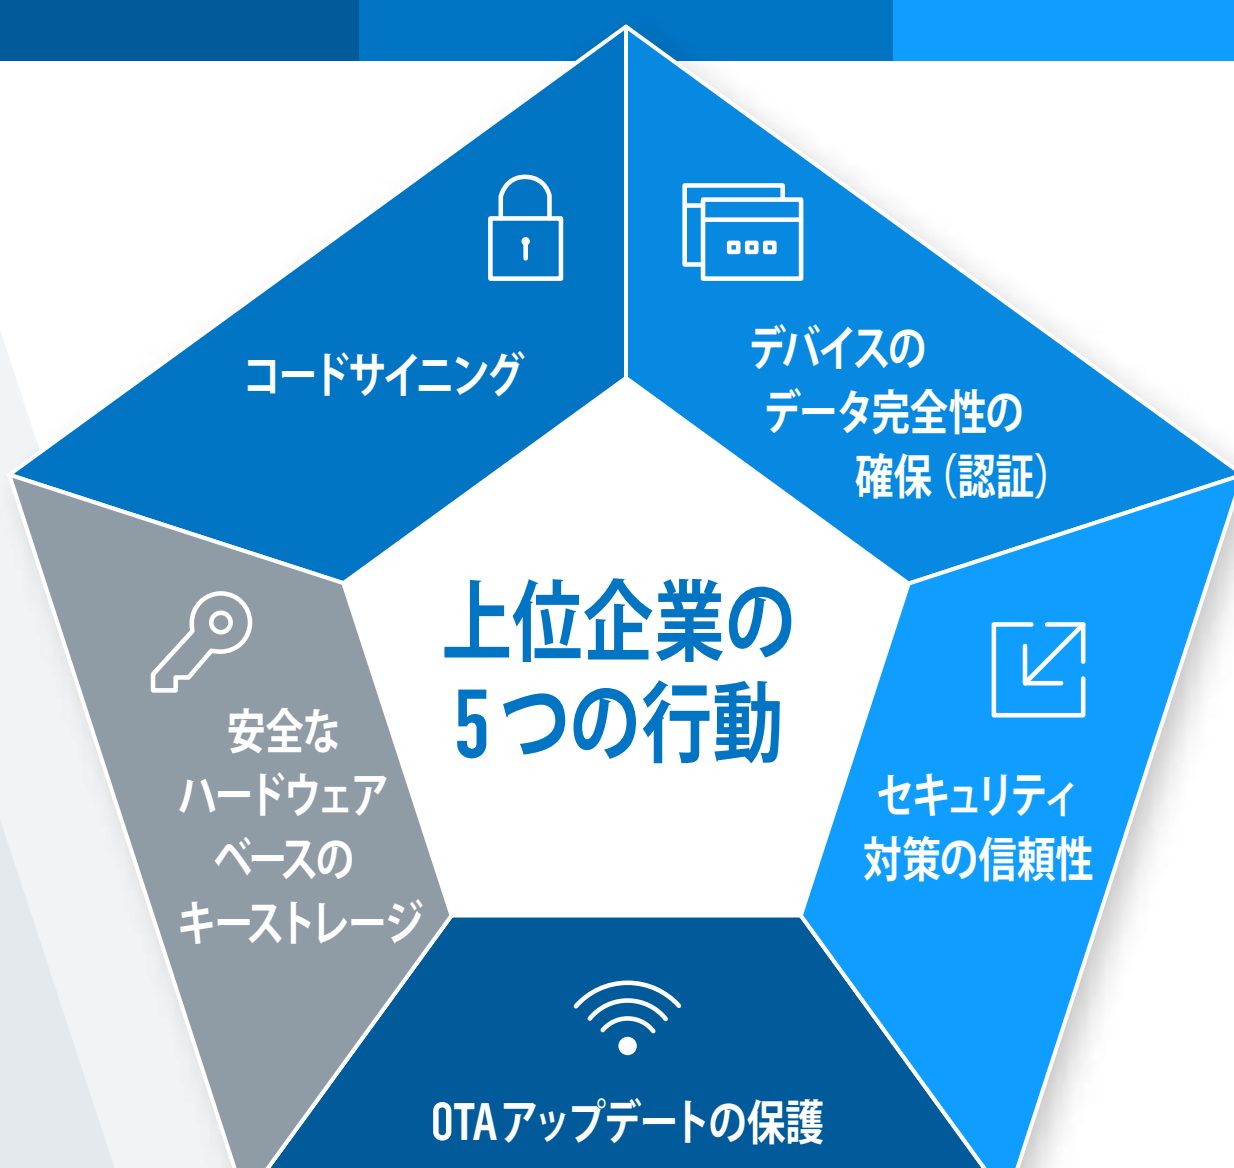 コードサイニング
デバイスの
データ完全性の
確保（認証）
上位企業の
5つの行動
安全な
ハードウェア
ベースの
キーストレージ
セキュリティ
対策の信頼性
OTAアップデートの保護